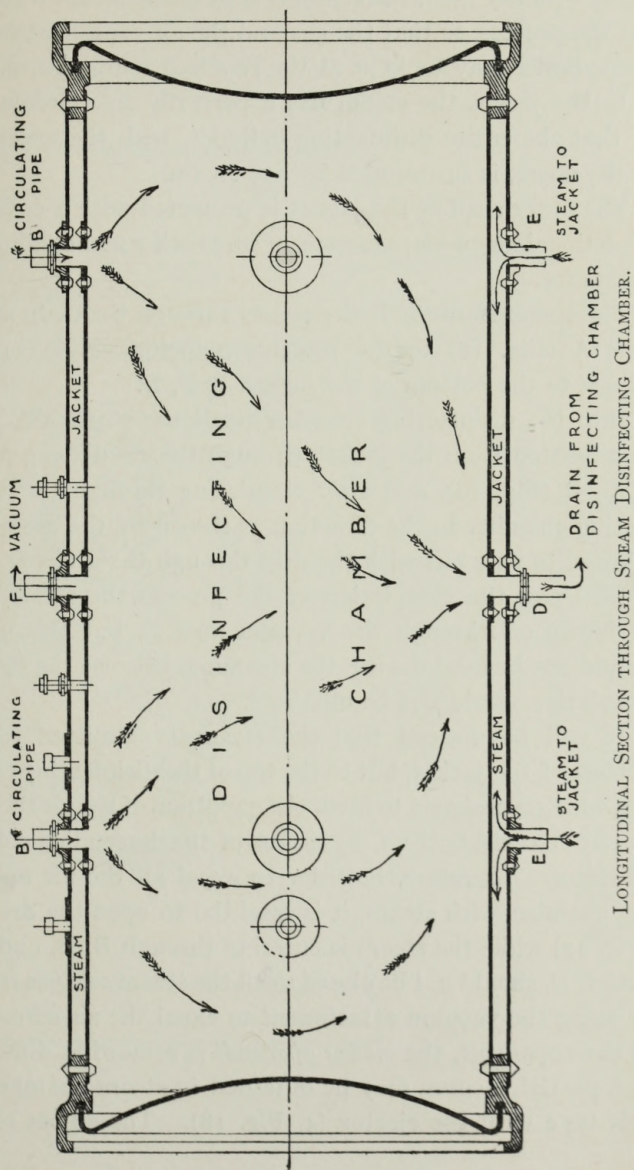 CIRCULATING
PIPE
B
F
VACUUM
CIRCULATING
PIPE
B
STEAM
JACKET
DISINFECTING
CHAMBER
STEAM
JACKET
E
D
E
STEAM TO
JACKET
DRAIN FROM
DISINFECTING CHAMBER
STEAM TO
JACKET
LONGITUDINAL SECTION THROUGH STEAM DISINFECTING CHAMBER.